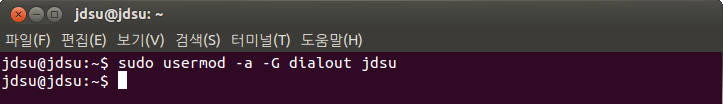 jdsu@jdsu: ~
파일(F) 편집(E) 보기(V) 검색(S) 터미널(T) 도움말(H)
jdsu@jdsu:~$ sudo usermod -a -G dialout jdsu
jdsu@jdsu:~$